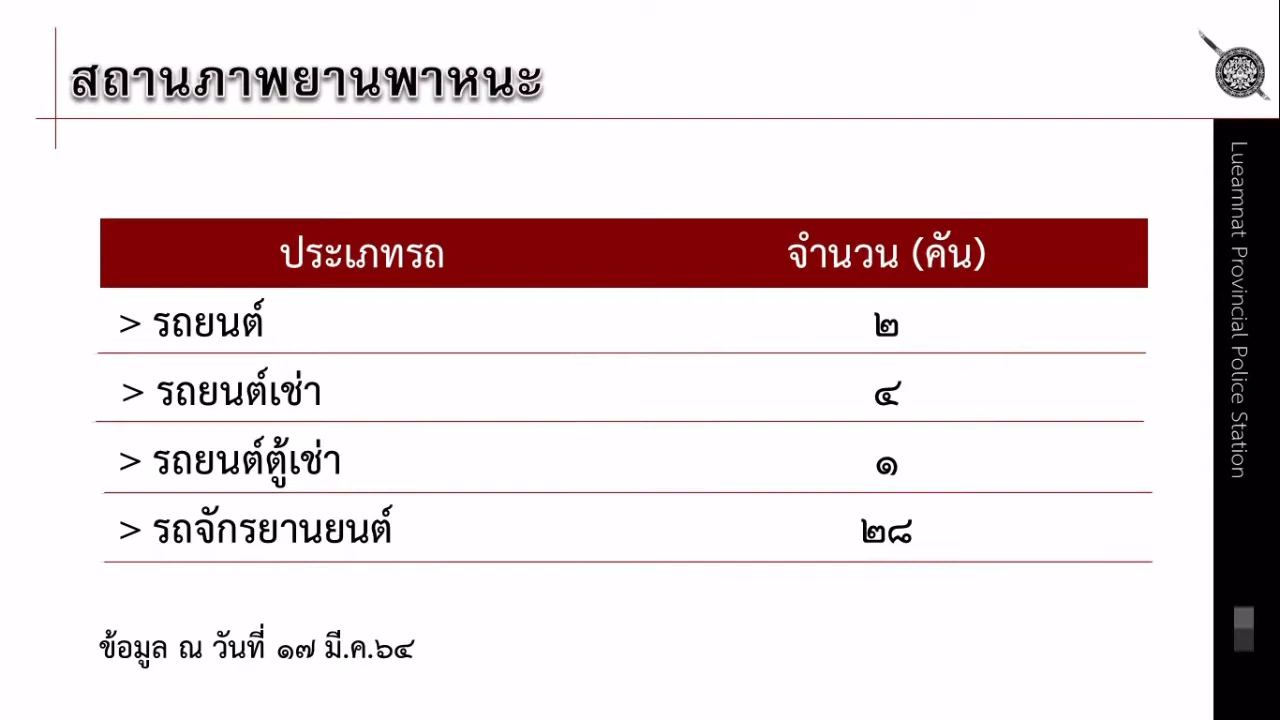 สถานภาพยานพาหนะ
ประเภทรถ จำนวน (คัน)
> รถยนต์ ๒
> รถยนต์เช่า ๔
> รถยนต์ตู้เช่า ๑
> รถจักรยานยนต์ ๒๘
ข้อมูล ณ วันที่ ๑๗ มี.ค.๖๔
Lueamnat Provincial Police Station